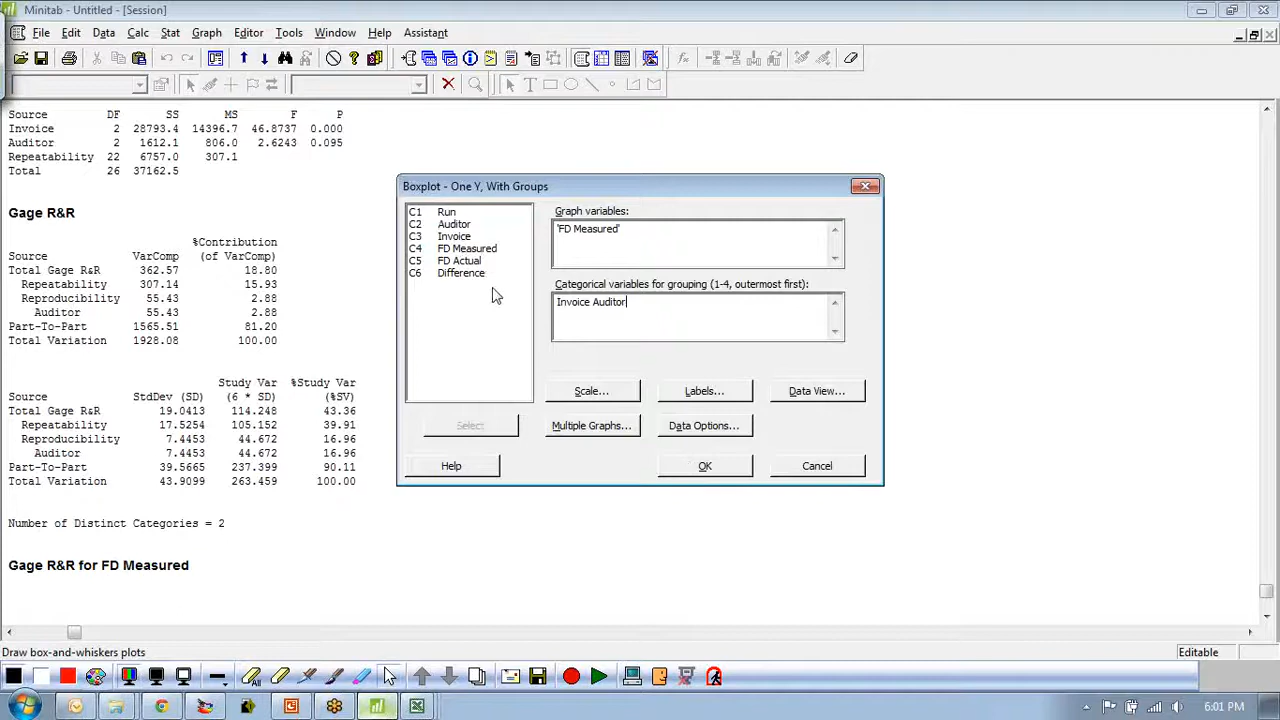 Minitab - Untitled - [Session]
File Edit Data Calc Stat Graph Editor Tools Window Help Assistant
Source DF SS MS F P
Invoice 2 28793.4 14396.7 46.8737 0.000
Auditor 2 1612.1 806.0 2.6243 0.095
Repeatability 22 6757.0 307.1
Total 26 37162.5
Gage R&R
%Contribution
Source VarComp (of VarComp)
Total Gage R&R 362.57 18.80
Repeatability 307.14 15.93
Reproducibility 55.43 2.88
Auditor 55.43 2.88
Part-To-Part 1565.51 81.20
Total Variation 1928.08 100.00
Study Var %Study Var
Source StdDev (SD) (6 * SD) (%SV)
Total Gage R&R 19.0413 114.248 43.36
Repeatability 17.5254 105.152 39.91
Reproducibility 7.4453 44.672 16.96
Auditor 7.4453 44.672 16.96
Part-To-Part 39.5665 237.399 90.11
Total Variation 43.9099 263.459 100.00
Number of Distinct Categories = 2
Gage R&R for FD Measured
Boxplot - One Y, With Groups
C1 Run
C2 Auditor
C3 Invoice
C4 FD Measured
C5 FD Actual
C6 Difference
Graph variables:
'FD Measured'
Categorical variables for grouping (1-4, outermost first):
Invoice Auditor
Scale... Labels... Data View...
Select Multiple Graphs... Data Options...
Help OK Cancel
Draw box-and-whiskers plots
Editable
6:01 PM